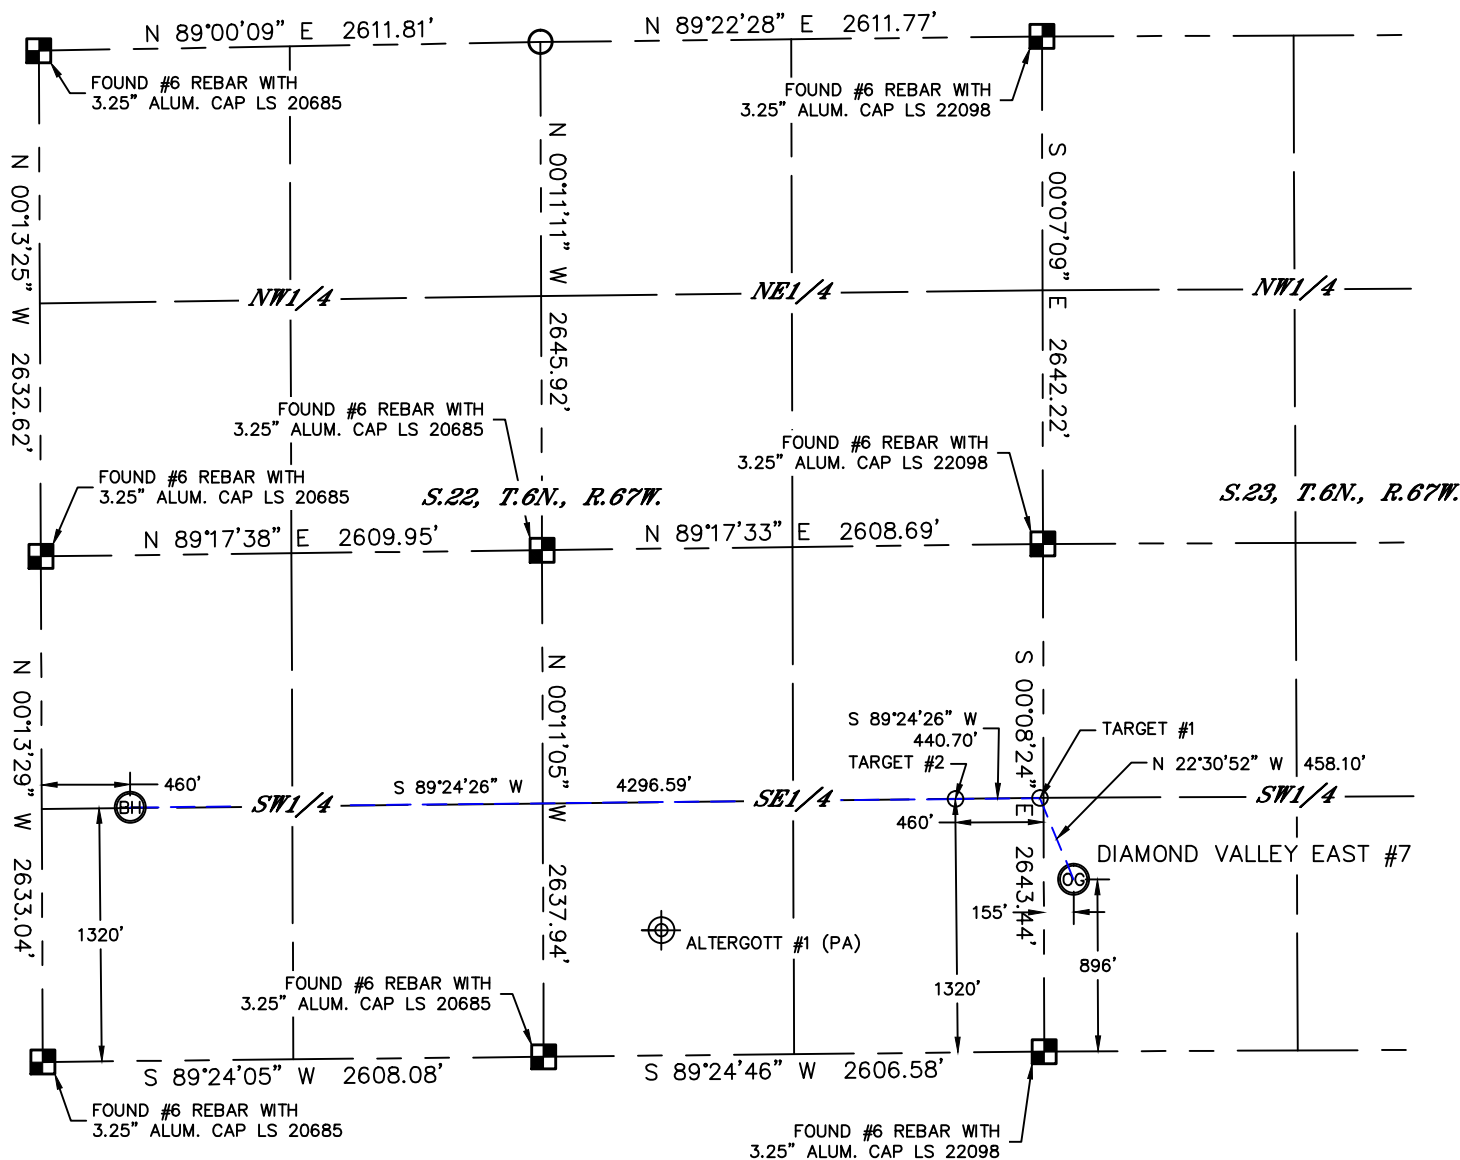 N 89°00'09" E 2611.81'
N 89°22'28" E 2611.77'
FOUND #6 REBAR WITH
3.25" ALUM. CAP LS 20685
FOUND #6 REBAR WITH
3.25" ALUM. CAP LS 22098
N 00°13'25" W 2632.62'
N 00°11'11" W 2645.92'
S 00°07'09" E 2642.22'
NW1/4
NE1/4
NW1/4
FOUND #6 REBAR WITH
3.25" ALUM. CAP LS 20685
FOUND #6 REBAR WITH
3.25" ALUM. CAP LS 22098
FOUND #6 REBAR WITH
3.25" ALUM. CAP LS 20685
S.22, T.6N., R.67W.
S.23, T.6N., R.67W.
N 89°17'38" E 2609.95'
N 89°17'33" E 2608.69'
N 00°13'29" W 2633.04'
N 00°11'05" W 2637.94'
S 00°08'24" E 2643.44'
S 89°24'26" W
440.70'
TARGET #1
TARGET #2
N 22°30'52" W 458.10'
460'
S 89°24'26" W 4296.59'
BH
SW1/4
SE1/4
SW1/4
460'
DIAMOND VALLEY EAST #7
OG
155'
1320'
ALTERGOTT #1 (PA)
896'
1320'
FOUND #6 REBAR WITH
3.25" ALUM. CAP LS 20685
S 89°24'05" W 2608.08'
S 89°24'46" W 2606.58'
FOUND #6 REBAR WITH
3.25" ALUM. CAP LS 20685
FOUND #6 REBAR WITH
3.25" ALUM. CAP LS 22098